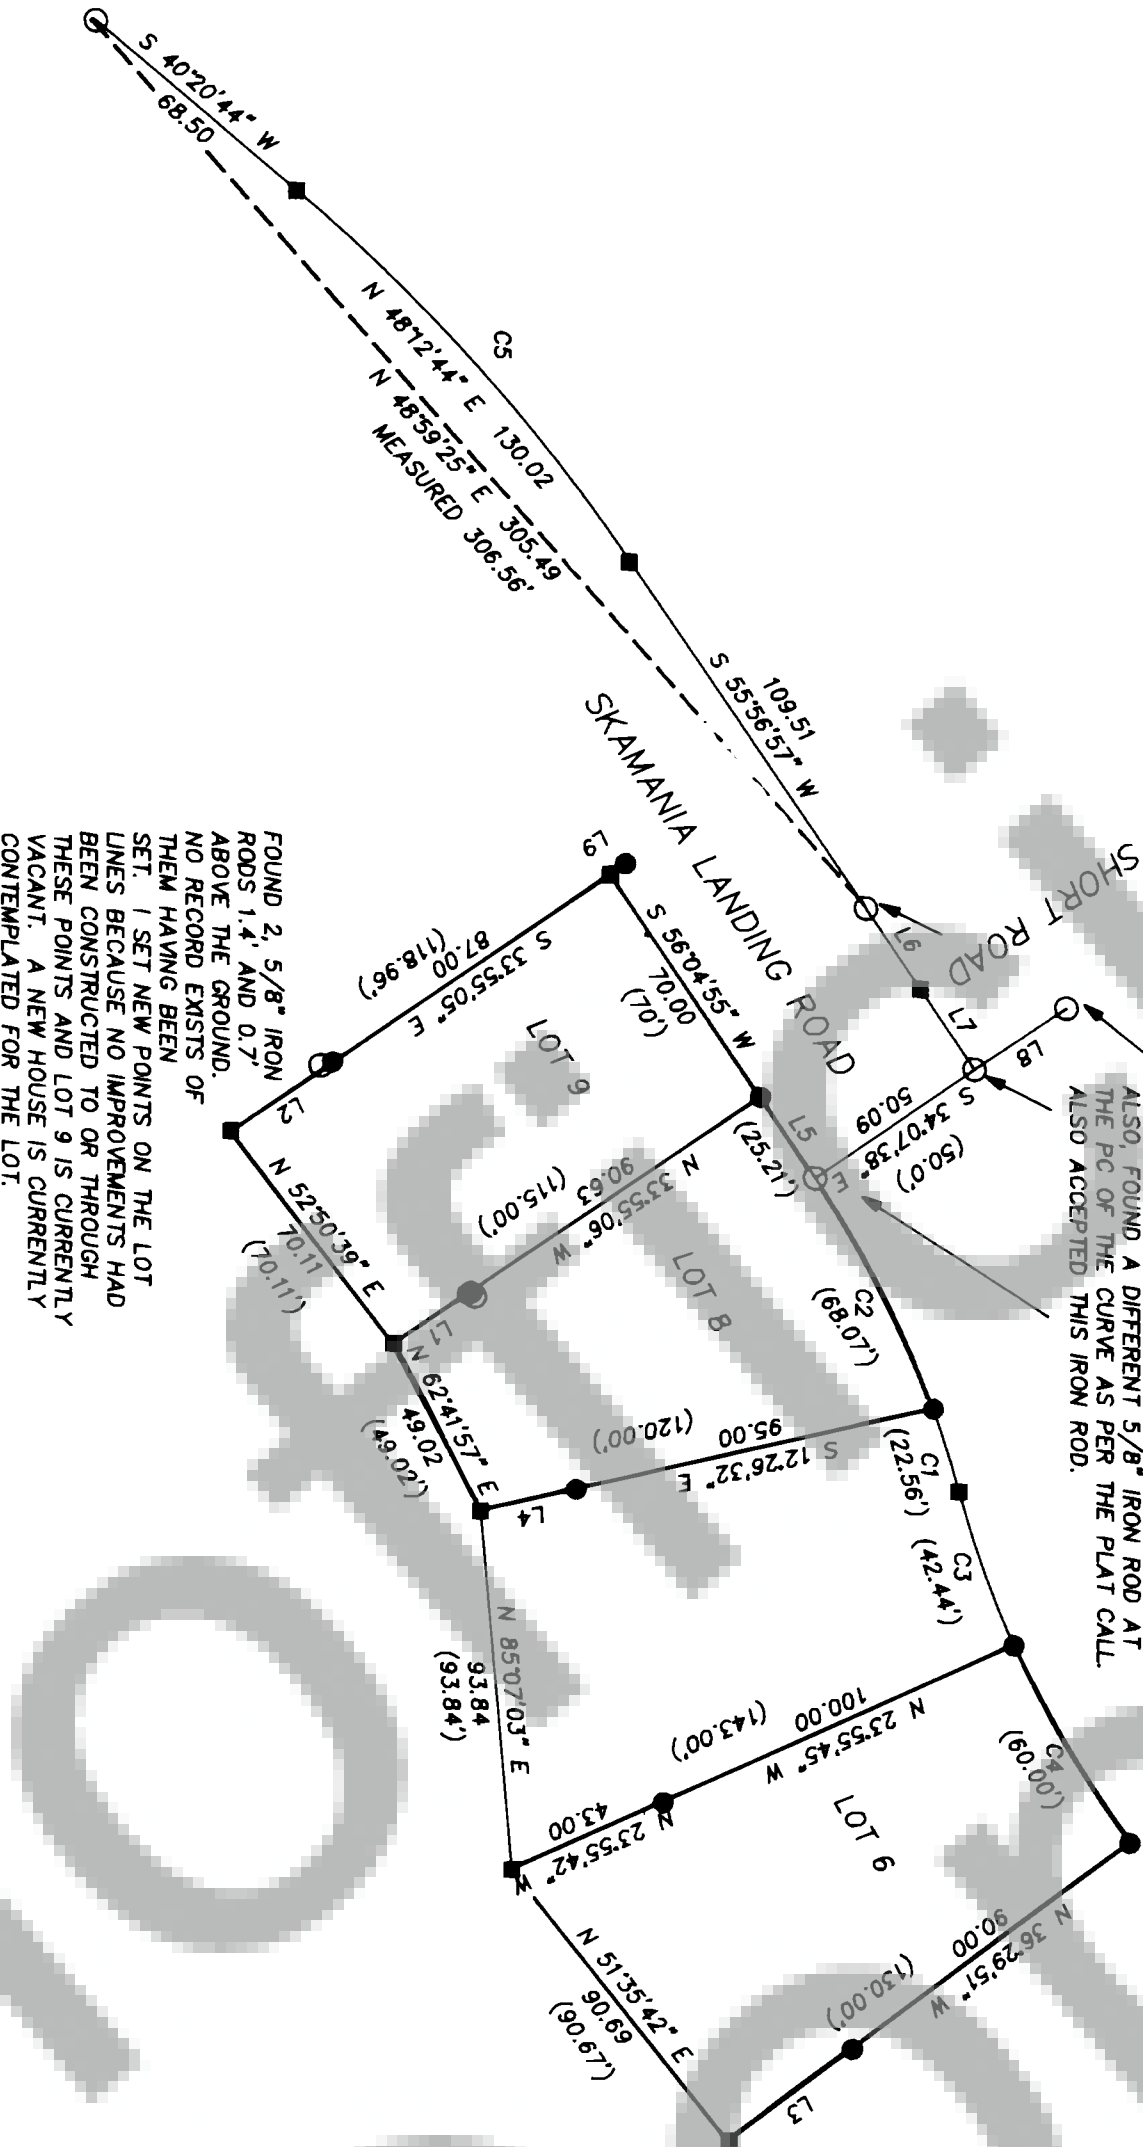 S 40°20'44" W
68.50
C5
N 48°12'44" E 130.02
N 48°59'25" E 305.49
MEASURED 306.56'
109.51
S 55°56'57" W
SKAMANIA LANDING ROAD
SHORT ROAD
L6
L7
L8
S 34°07'38" E
50.09
(50.0')
ALSO, FOUND A DIFFERENT 5/8" IRON ROD AT
THE PC OF THE CURVE AS PER THE PLAT CALL.
ALSO ACCEPTED THIS IRON ROD.
L9
S 56°04'55" W
70.00
(70')
L5
(25.21')
C2
(68.07')
C1
(22.56')
C3
(42.44')
C4
(60.00')
S 33°55'05" E
87.00
(118.96')
L2
LOT 9
N 33°55'06" W
90.63
(115.00')
L1
LOT 8
S 12°26'32" E
95.00
(120.00')
L4
N 52°50'39" E
70.11
(70.11')
N 62°41'57" E
49.02
(49.02')
N 85°07'03" E
93.84
(93.84')
N 23°55'45" W
100.00
(143.00')
N 23°55'42" W
43.00
LOT 6
N 36°29'51" W
90.00
(130.00')
L3
N 51°35'42" E
90.69
(90.67')
FOUND 2, 5/8" IRON
RODS 1.4' AND 0.7'
ABOVE THE GROUND.
NO RECORD EXISTS OF
THEM HAVING BEEN
SET. I SET NEW POINTS ON THE LOT
LINES BECAUSE NO IMPROVEMENTS HAD
BEEN CONSTRUCTED TO OR THROUGH
THESE POINTS AND LOT 9 IS CURRENTLY
VACANT. A NEW HOUSE IS CURRENTLY
CONTEMPLATED FOR THE LOT.